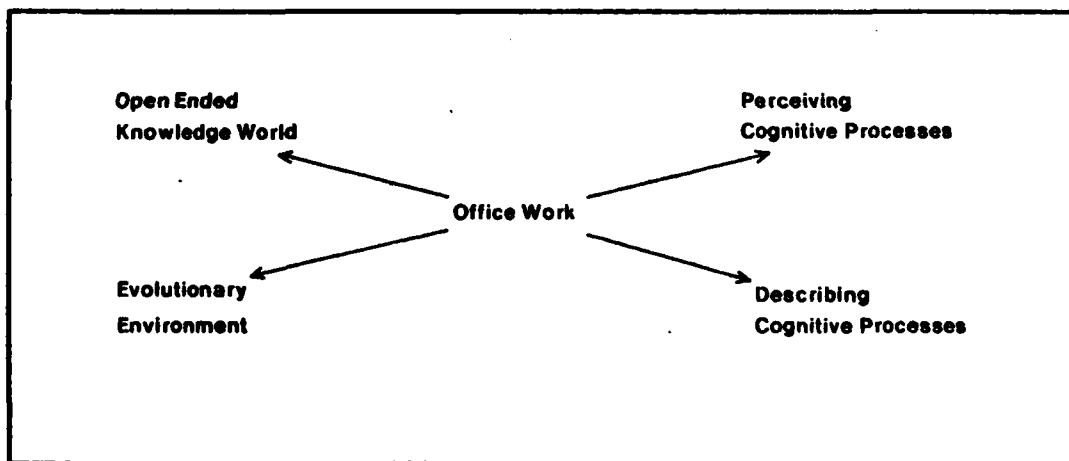 Open Ended
Knowledge World
Perceiving
Cognitive Processes
Office Work
Evolutionary
Environment
Describing
Cognitive Processes